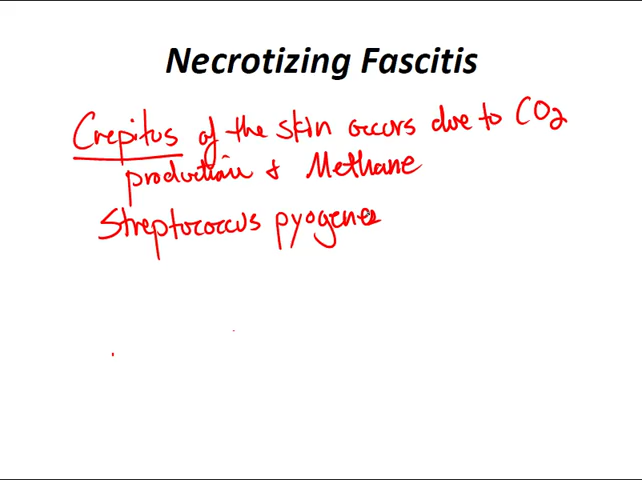 Necrotizing Fascitis
Crepitus of the skin occurs due to CO2
production & Methane
Streptococcus pyogenes